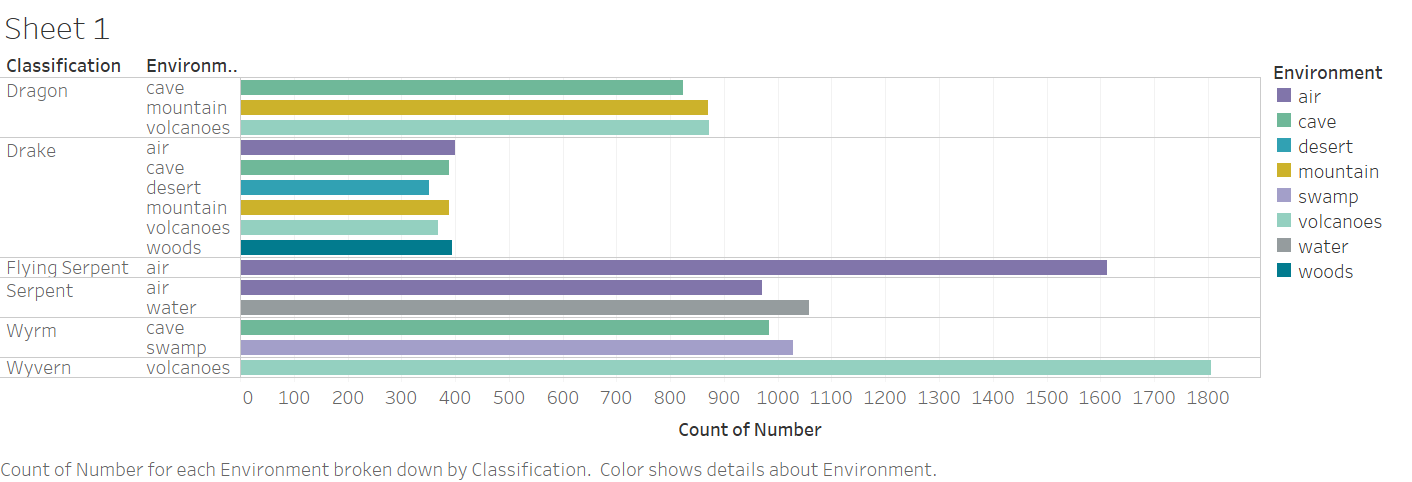 Sheet 1
Classification Environm..
Dragon cave
mountain
volcanoes
Drake air
cave
desert
mountain
volcanoes
woods
Flying Serpent air
Serpent air
water
Wyrm cave
swamp
Wyvern volcanoes
0 100 200 300 400 500 600 700 800 900 1000 1100 1200 1300 1400 1500 1600 1700 1800
Count of Number
Environment
air
cave
desert
mountain
swamp
volcanoes
water
woods
Count of Number for each Environment broken down by Classification. Color shows details about Environment.